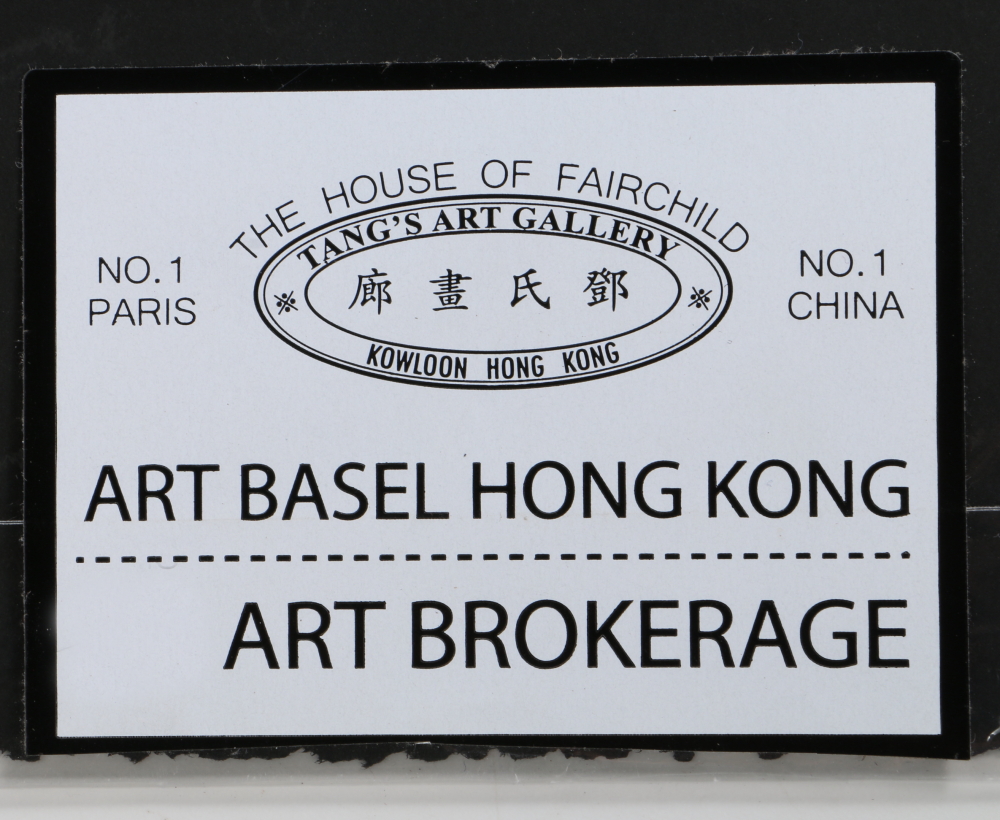 THE HOUSE OF FAIRCHILD
TANG'S ART GALLERY
廊 畫 氏 鄧
KOWLOON HONG KONG
NO. 1
PARIS
NO. 1
CHINA
ART BASEL HONG KONG
ART BROKERAGE